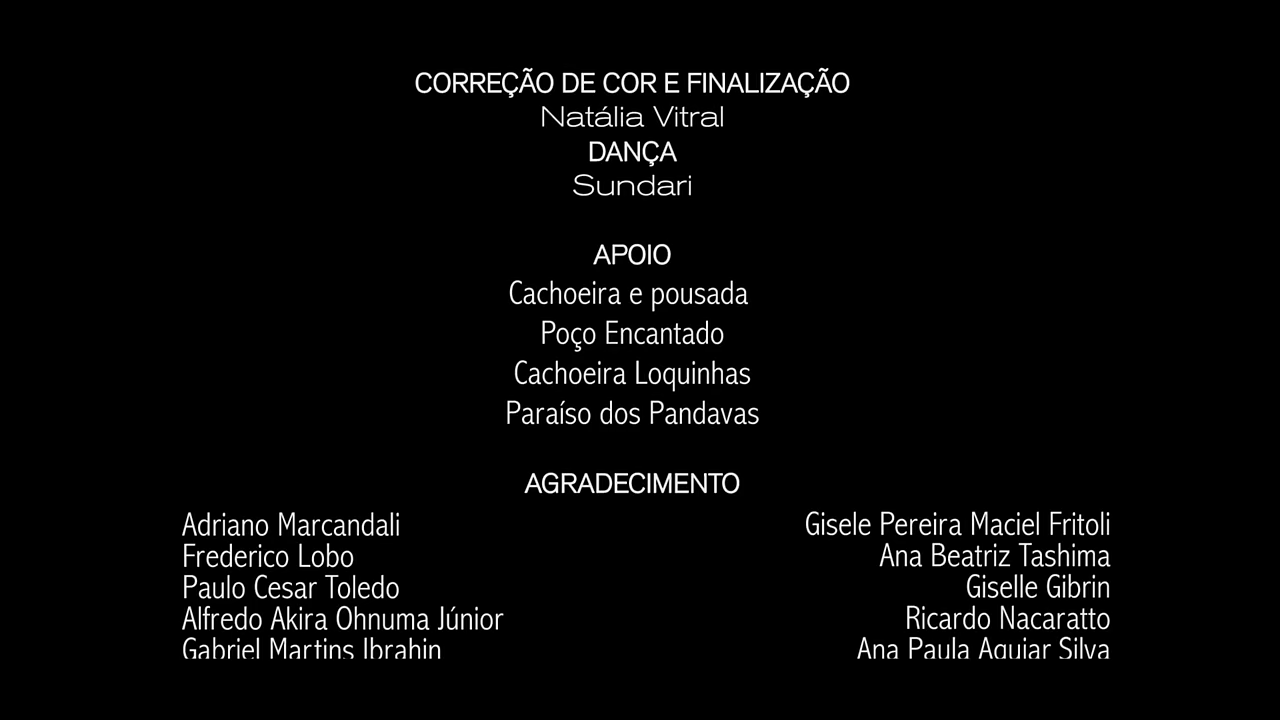 CORREÇÃO DE COR E FINALIZAÇÃO
Natália Vitral
DANÇA
Sundari
APOIO
Cachoeira e pousada
Poço Encantado
Cachoeira Loquinhas
Paraíso dos Pandavas
AGRADECIMENTO
Adriano Marcandali
Frederico Lobo
Paulo Cesar Toledo
Alfredo Akira Ohnuma Júnior
Gabriel Martins Ibrahin
Gisele Pereira Maciel Fritoli
Ana Beatriz Tashima
Giselle Gibrin
Ricardo Nacaratto
Ana Paula Aguiar Silva